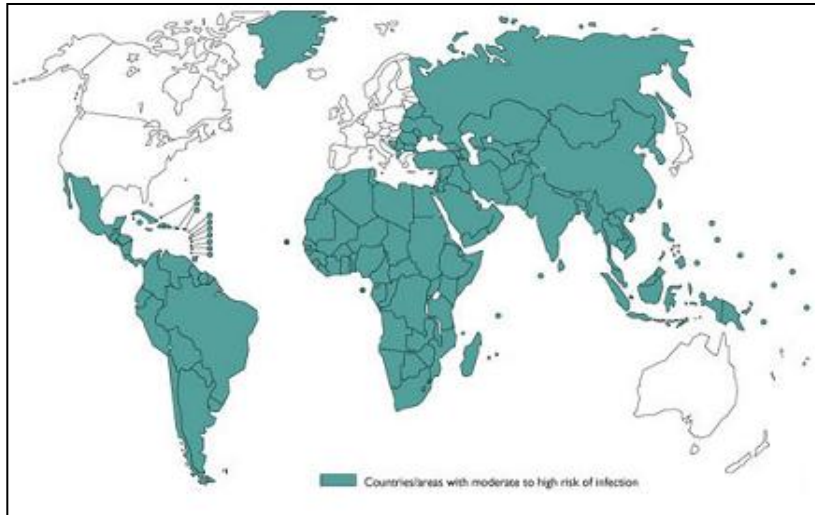 Countries/areas with moderate to high risk of infection